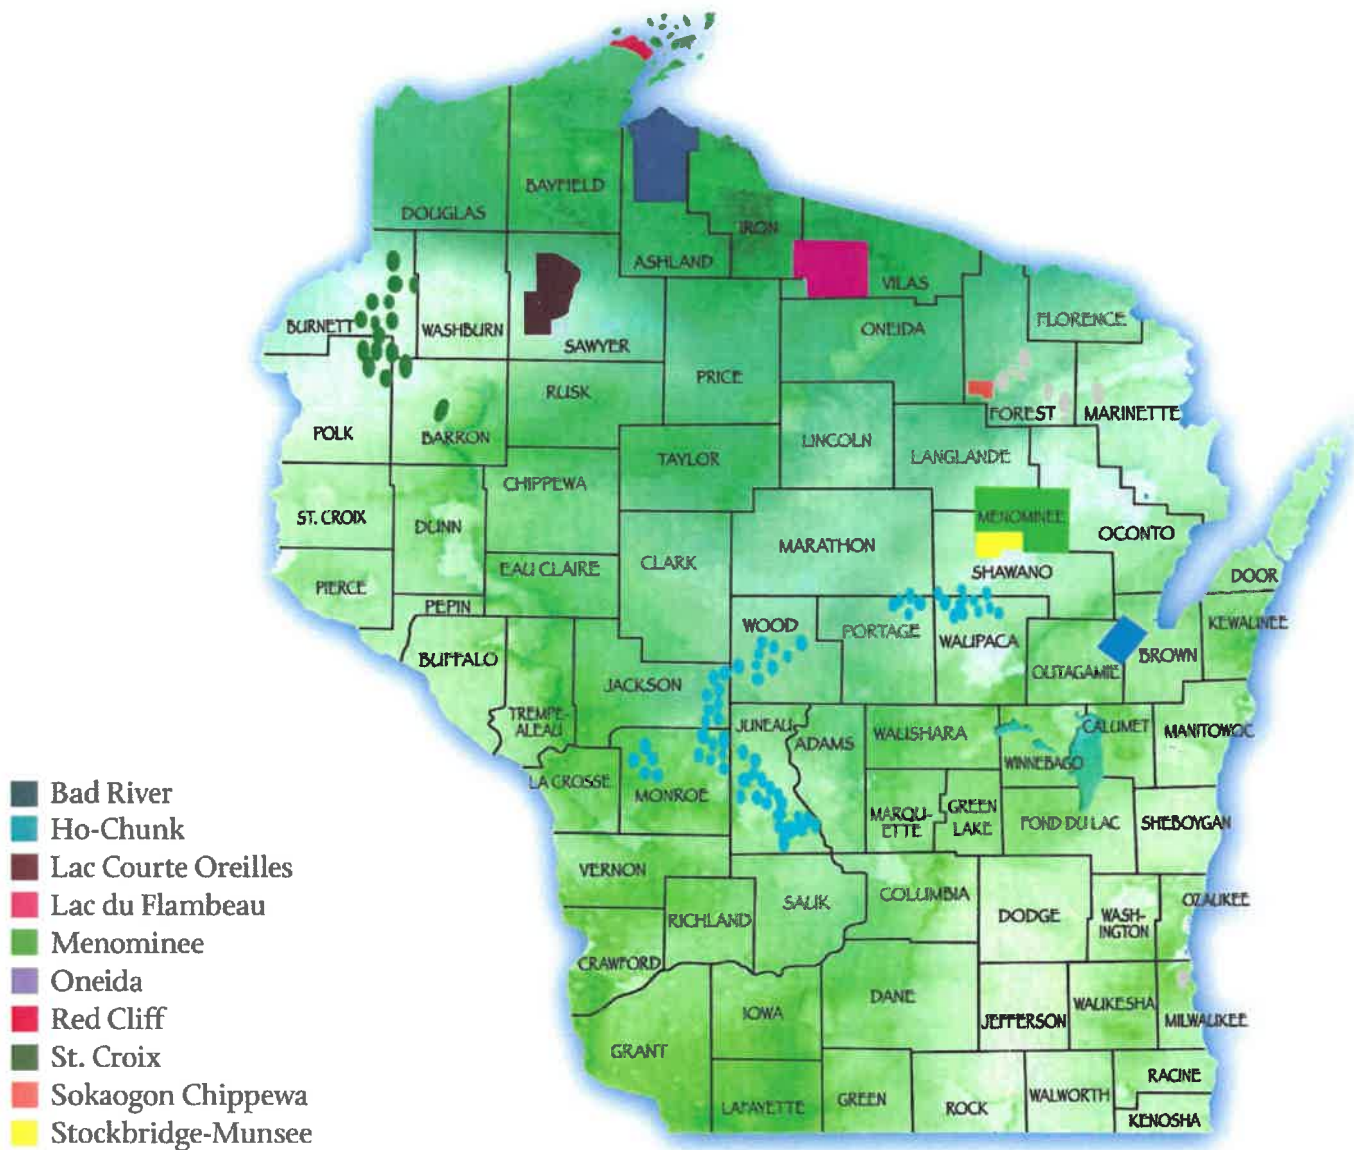 DOUGLAS
BAYFIELD
IRON
ASHLAND
VILAS
BURNETT
WASHBURN
SAWYER
ONEIDA
FLORENCE
PRICE
RUSK
FOREST
MARINETTE
POLK
BARRON
LINCOLN
TAYLOR
LANGLANDE
CHIPPEWA
ST. CROIX
DUNN
MENOMINEE
OCONTO
MARATHON
CLARK
EAU CLAIRE
SHAWANO
PIERCE
DOOR
PEPIN
WOOD
PORTAGE
WAUPACA
KEWAUNEE
BUFFALO
BROWN
OUTAGAMIE
JACKSON
TREMPE-
ALEAU
JUNEAU
ADAMS
WAUSHARA
CALUMET
MANITOWOC
WINNEBAGO
LA CROSSE
MONROE
MARQU-
ETTE
GREEN
LAKE
FOND DU LAC
SHEBOYGAN
VERNON
RICHLAND
SAUK
COLUMBIA
DODGE
WASH-
INGTON
OZAUKEE
CRAWFORD
DANE
IOWA
JEFFERSON
WAUKESHA
MILWAUKEE
GRANT
LAFAYETTE
GREEN
ROCK
WALWORTH
RACINE
KENOSHA
Bad River
Ho-Chunk
Lac Courte Oreilles
Lac du Flambeau
Menominee
Oneida
Red Cliff
St. Croix
Sokaogon Chippewa
Stockbridge-Munsee